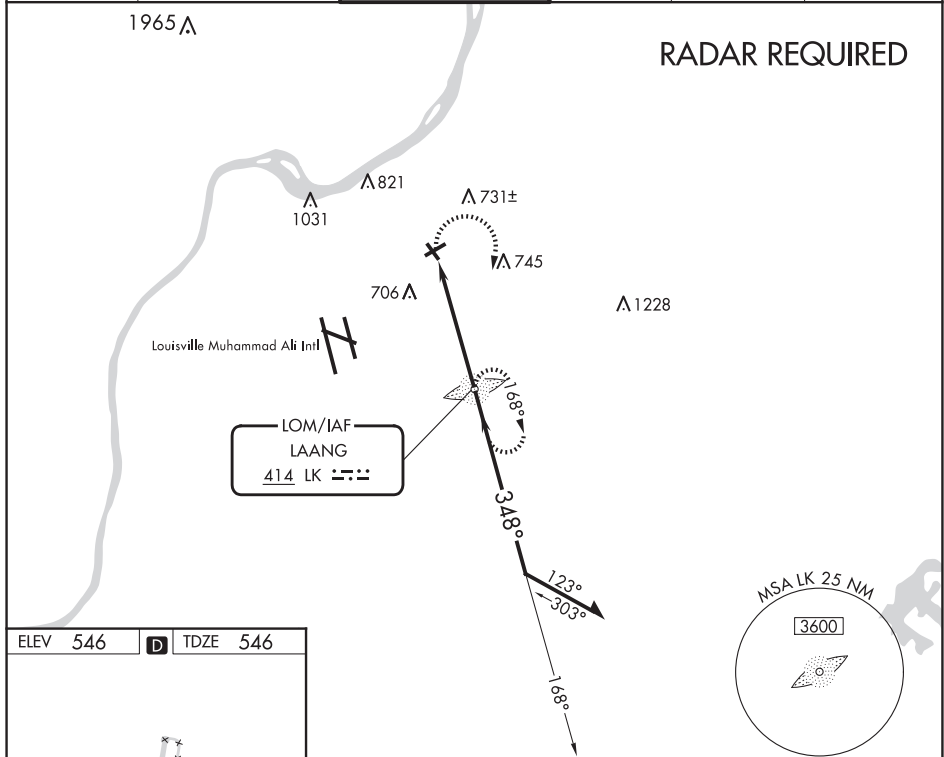 1965
RADAR REQUIRED
821
1031
731±
745
706
1228
Louisville Muhammad Ali Intl
168°
LOM/IAF
LAANG
414 LK
348°
123°
303°
168°
MSA LK 25 NM
3600
ELEV 546 D TDZE 546